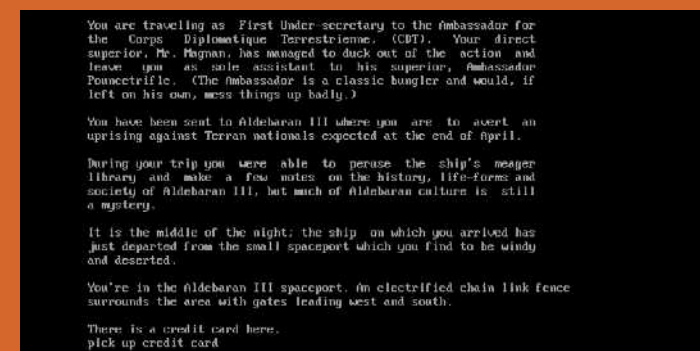 You are traveling as First Under-secretary to the Ambassador for
the Corps Diplomatique Terrestrienne, (CDT). Your direct
superior, Mr. Magnan, has managed to duck out of the action and
leave you as sole assistant to his superior, Ambassador
Pouncetrifle. (The Ambassador is a classic bungler and would, if
left on his own, mess things up badly.)
You have been sent to Aldebaran III where you are to avert an
uprising against Terran nationals expected at the end of April.
During your trip you were able to peruse the ship's meager
library and make a few notes on the history, life-forms and
society of Aldebaran III, but much of Aldebaran culture is still
a mystery.
It is the middle of the night; the ship on which you arrived has
just departed from the small spaceport which you find to be windy
and deserted.
You're in the Aldebaran III spaceport. An electrified chain link fence
surrounds the area with gates leading west and south.
There is a credit card here.
pick up credit card